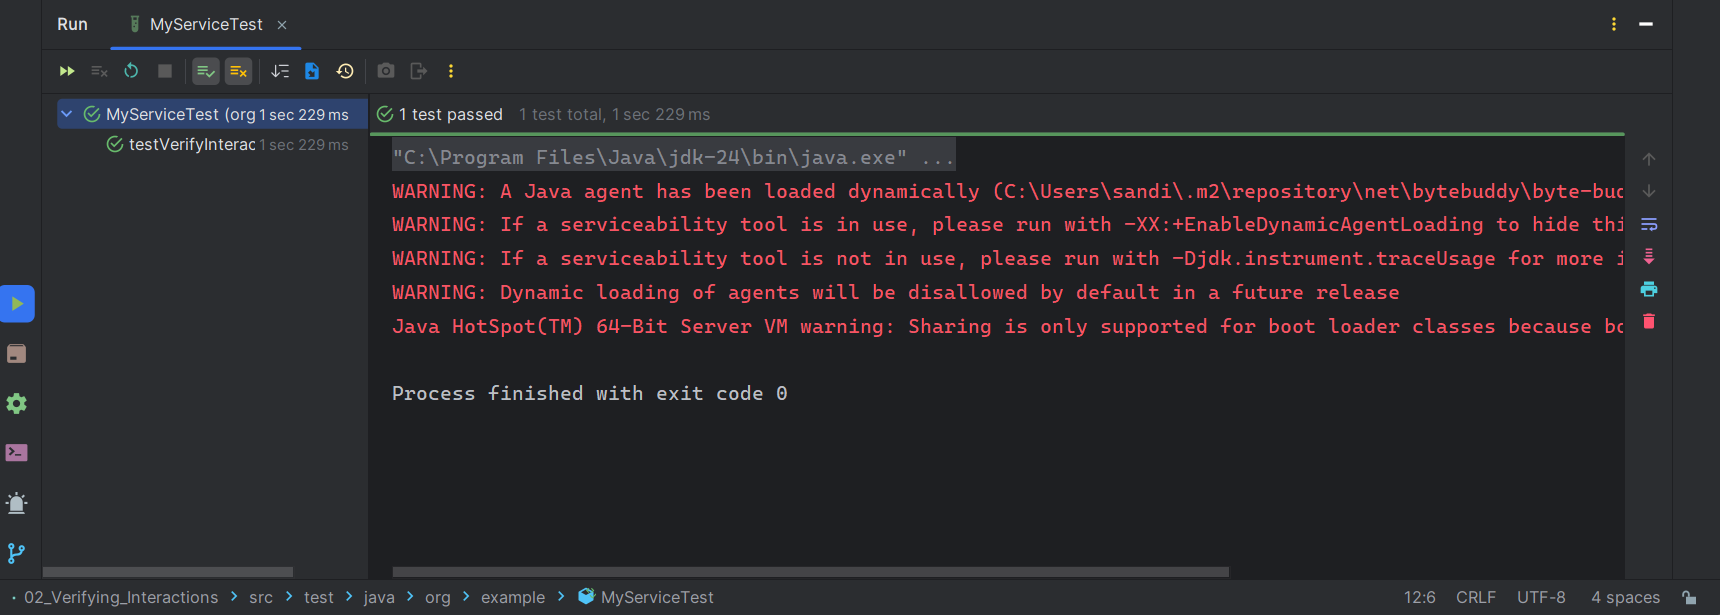 Run MyServiceTest
MyServiceTest (org 1 sec 229 ms
testVerifyInterac 1 sec 229 ms
1 test passed 1 test total, 1 sec 229 ms
"C:\Program Files\Java\jdk-24\bin\java.exe" ...
WARNING: A Java agent has been loaded dynamically (C:\Users\sandi\.m2\repository\net\bytebuddy\byte-bud
WARNING: If a serviceability tool is in use, please run with -XX:+EnableDynamicAgentLoading to hide thi
WARNING: If a serviceability tool is not in use, please run with -Djdk.instrument.traceUsage for more i
WARNING: Dynamic loading of agents will be disallowed by default in a future release
Java HotSpot(TM) 64-Bit Server VM warning: Sharing is only supported for boot loader classes because bo
Process finished with exit code 0
02_Verifying_Interactions > src > test > java > org > example > MyServiceTest 12:6 CRLF UTF-8 4 spaces